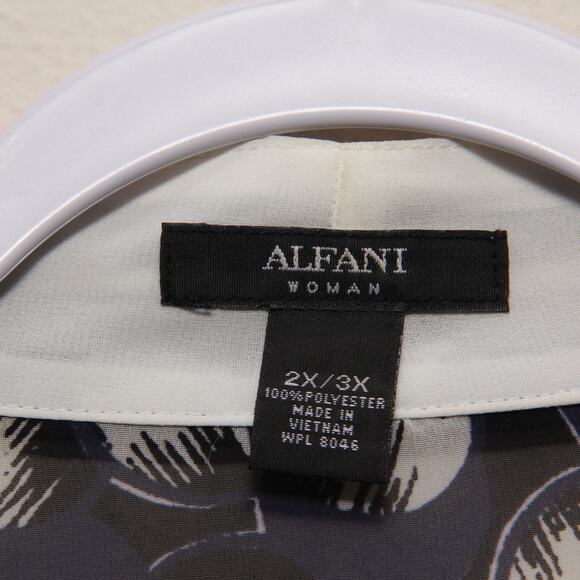 ALFANI
WOMAN
2X/3X
100%POLYESTER
MADE IN
VIETNAM
WPL 8046